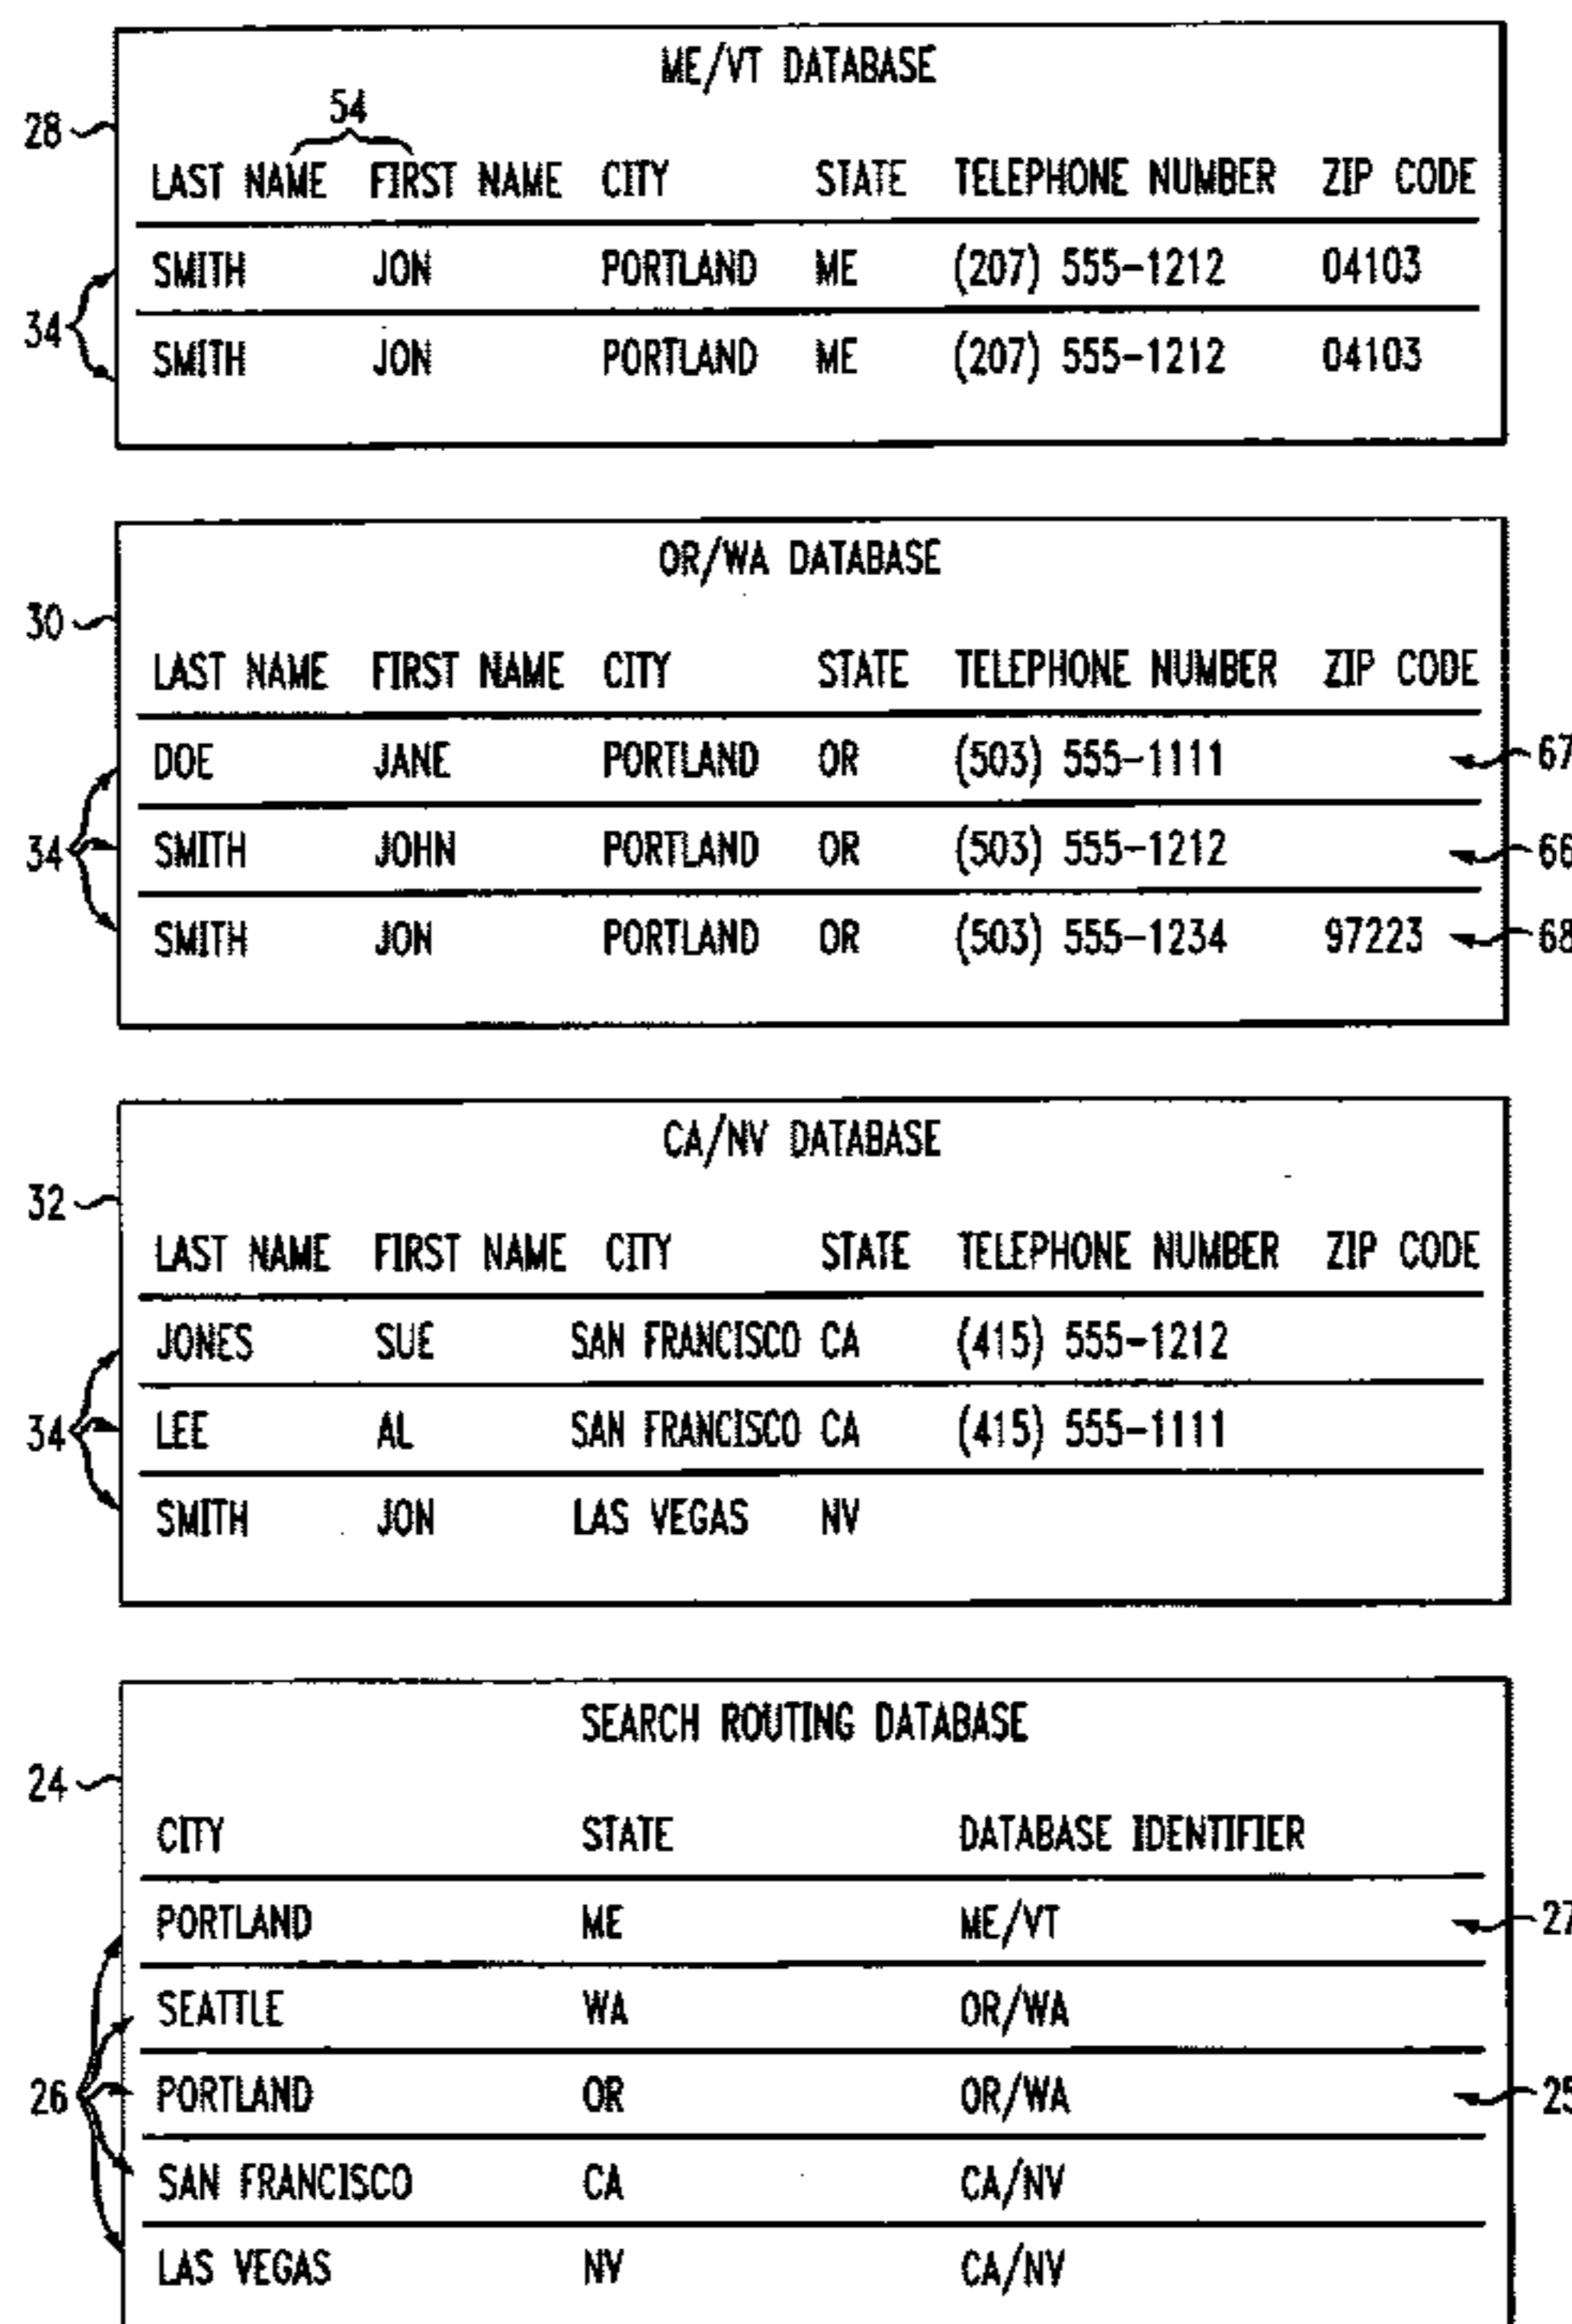 ME/VT DATABASE
54
28
LAST NAME FIRST NAME CITY STATE TELEPHONE NUMBER ZIP CODE
SMITH JON PORTLAND ME (207) 555-1212 04103
34
SMITH JON PORTLAND ME (207) 555-1212 04103
OR/WA DATABASE
30
LAST NAME FIRST NAME CITY STATE TELEPHONE NUMBER ZIP CODE
DOE JANE PORTLAND OR (503) 555-1111 67
34 SMITH JOHN PORTLAND OR (503) 555-1212 66
SMITH JON PORTLAND OR (503) 555-1234 97223 68
CA/NV DATABASE
32
LAST NAME FIRST NAME CITY STATE TELEPHONE NUMBER ZIP CODE
JONES SUE SAN FRANCISCO CA (415) 555-1212
34 LEE AL SAN FRANCISCO CA (415) 555-1111
SMITH JON LAS VEGAS NV
SEARCH ROUTING DATABASE
24
CITY STATE DATABASE IDENTIFIER
PORTLAND ME ME/VT 27
SEATTLE WA OR/WA
26 PORTLAND OR OR/WA 25
SAN FRANCISCO CA CA/NV
LAS VEGAS NV CA/NV